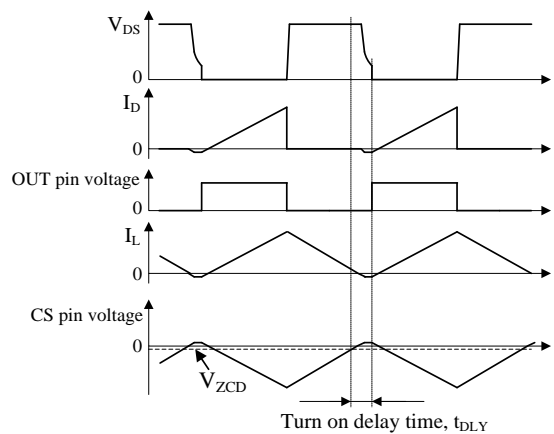 V_DS
0
I_D
0
OUT pin voltage
0
I_L
0
CS pin voltage
0
V_ZCD
Turn on delay time, t_DLY